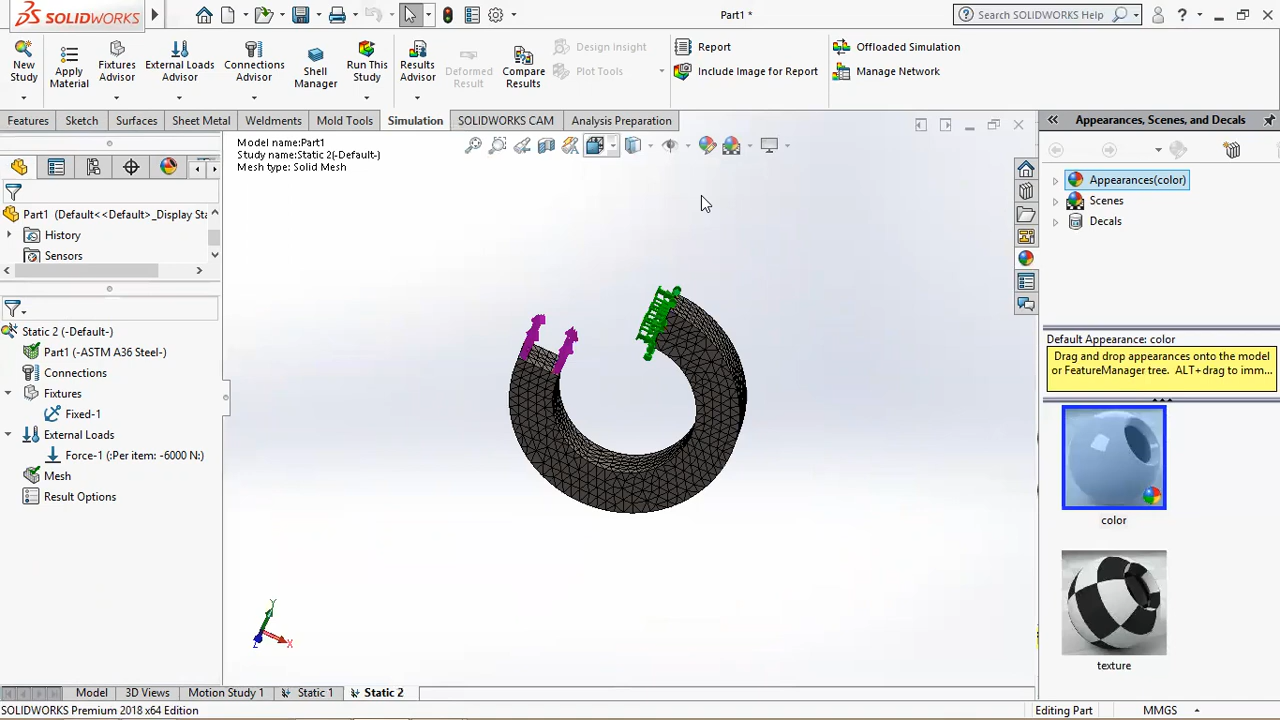 SOLIDWORKS
Part1 *
Search SOLIDWORKS Help
?
New Study
Apply Material
Fixtures Advisor
External Loads Advisor
Connections Advisor
Shell Manager
Run This Study
Results Advisor
Deformed Result
Compare Results
Design Insight
Plot Tools
Report
Include Image for Report
Offloaded Simulation
Manage Network
Features
Sketch
Surfaces
Sheet Metal
Weldments
Mold Tools
Simulation
SOLIDWORKS CAM
Analysis Preparation
Appearances, Scenes, and Decals
Model name:Part1
Study name:Static 2(-Default-)
Mesh type: Solid Mesh
Part1 (Default<<Default>_Display Sta
History
Sensors
Static 2 (-Default-)
Part1 (-ASTM A36 Steel-)
Connections
Fixtures
Fixed-1
External Loads
Force-1 (:Per item: -6000 N:)
Mesh
Result Options
Y
X
Z
Appearances(color)
Scenes
Decals
Default Appearance: color
Drag and drop appearances onto the model
or FeatureManager tree. ALT+drag to imm...
color
texture
Model
3D Views
Motion Study 1
Static 1
Static 2
SOLIDWORKS Premium 2018 x64 Edition
Editing Part
MMGS